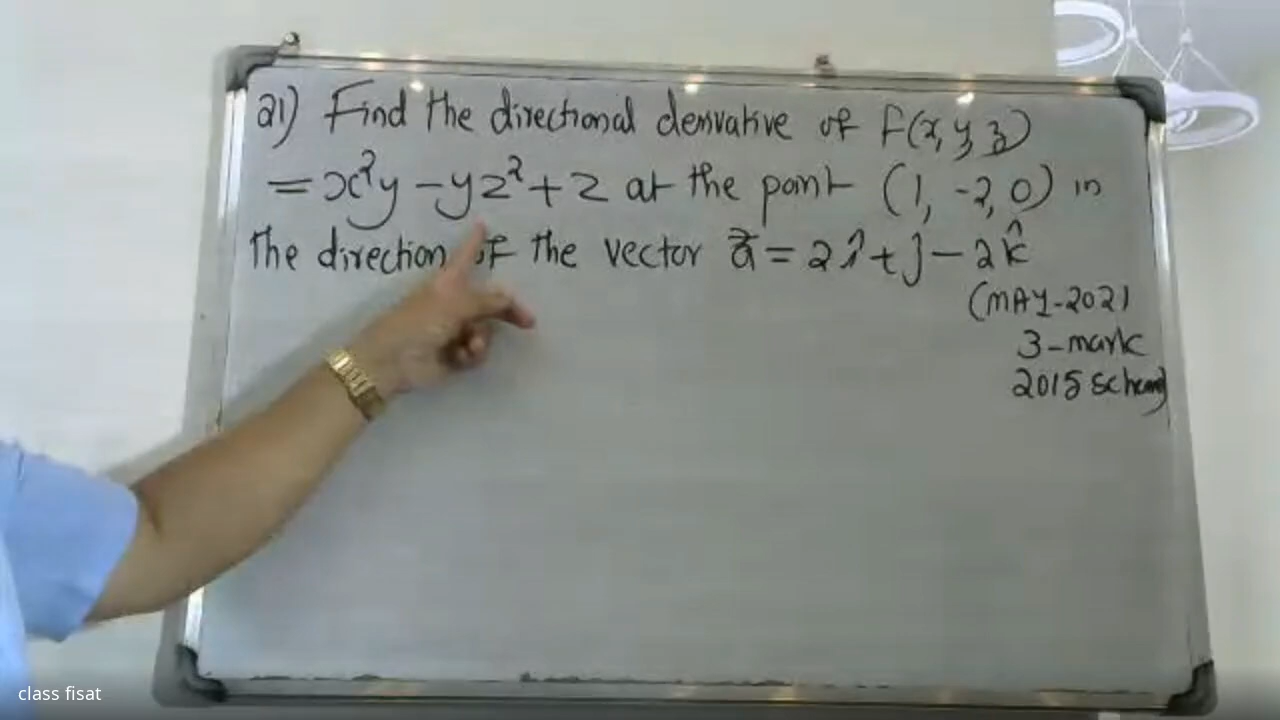 21) Find the directional derivative of f(x, y, z)
= x²y - yz² + z at the point (1, -2, 0) in
the direction of the vector a⃗ = 2î + j - 2k̂
(MAY-2021
3-mark
2015 scheme)
class fisat